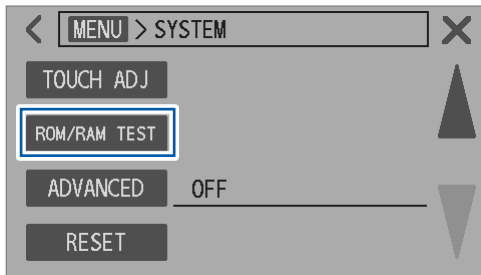 MENU > SYSTEM
TOUCH ADJ
ROM/RAM TEST
ADVANCED OFF
RESET